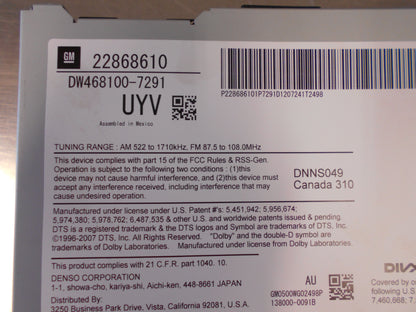 GM
22868610
DW468100-7291
UYV
Assembled in Mexico
P228686101P7291D1207241T2498
TUNING RANGE : AM 522 to 1710kHz, FM 87.5 to 108.0MHz
This device complies with part 15 of the FCC Rules & RSS-Gen.
Operation is subject to the following two conditions : (1)this
device may not cause harmful interference, and (2)this device must
accept any interference received, including interference that may
cause undesired operation.
DNNS049
Canada 310
Manufactured under license under U.S. Patent #'s: 5,451,942; 5,956,674;
5,974,380; 5,978,762; 6,487,535 & other U.S. and worldwide patents issued &
pending. DTS is a registered trademark & the DTS logos and Symbol are trademarks of DTS, Inc.
©1996-2007 DTS, Inc. All Rights Reserved. "Dolby" and the double-D symbol are
trademarks of Dolby Laboratories. Manufactured under license from Dolby Laboratories.
This product complies with 21 C.F.R. part 1040. 10.
DENSO CORPORATION
1-1, showa-cho, kariya-shi, Aichi-ken, 448-8661 JAPAN
Distributed By:
3250 Business Park Drive, Vista, California 92081, U.S.A.
AU
GM0500WG02498P
138000-0091B
DIVX
Covered by o
following U.S.
7,460,668; 7